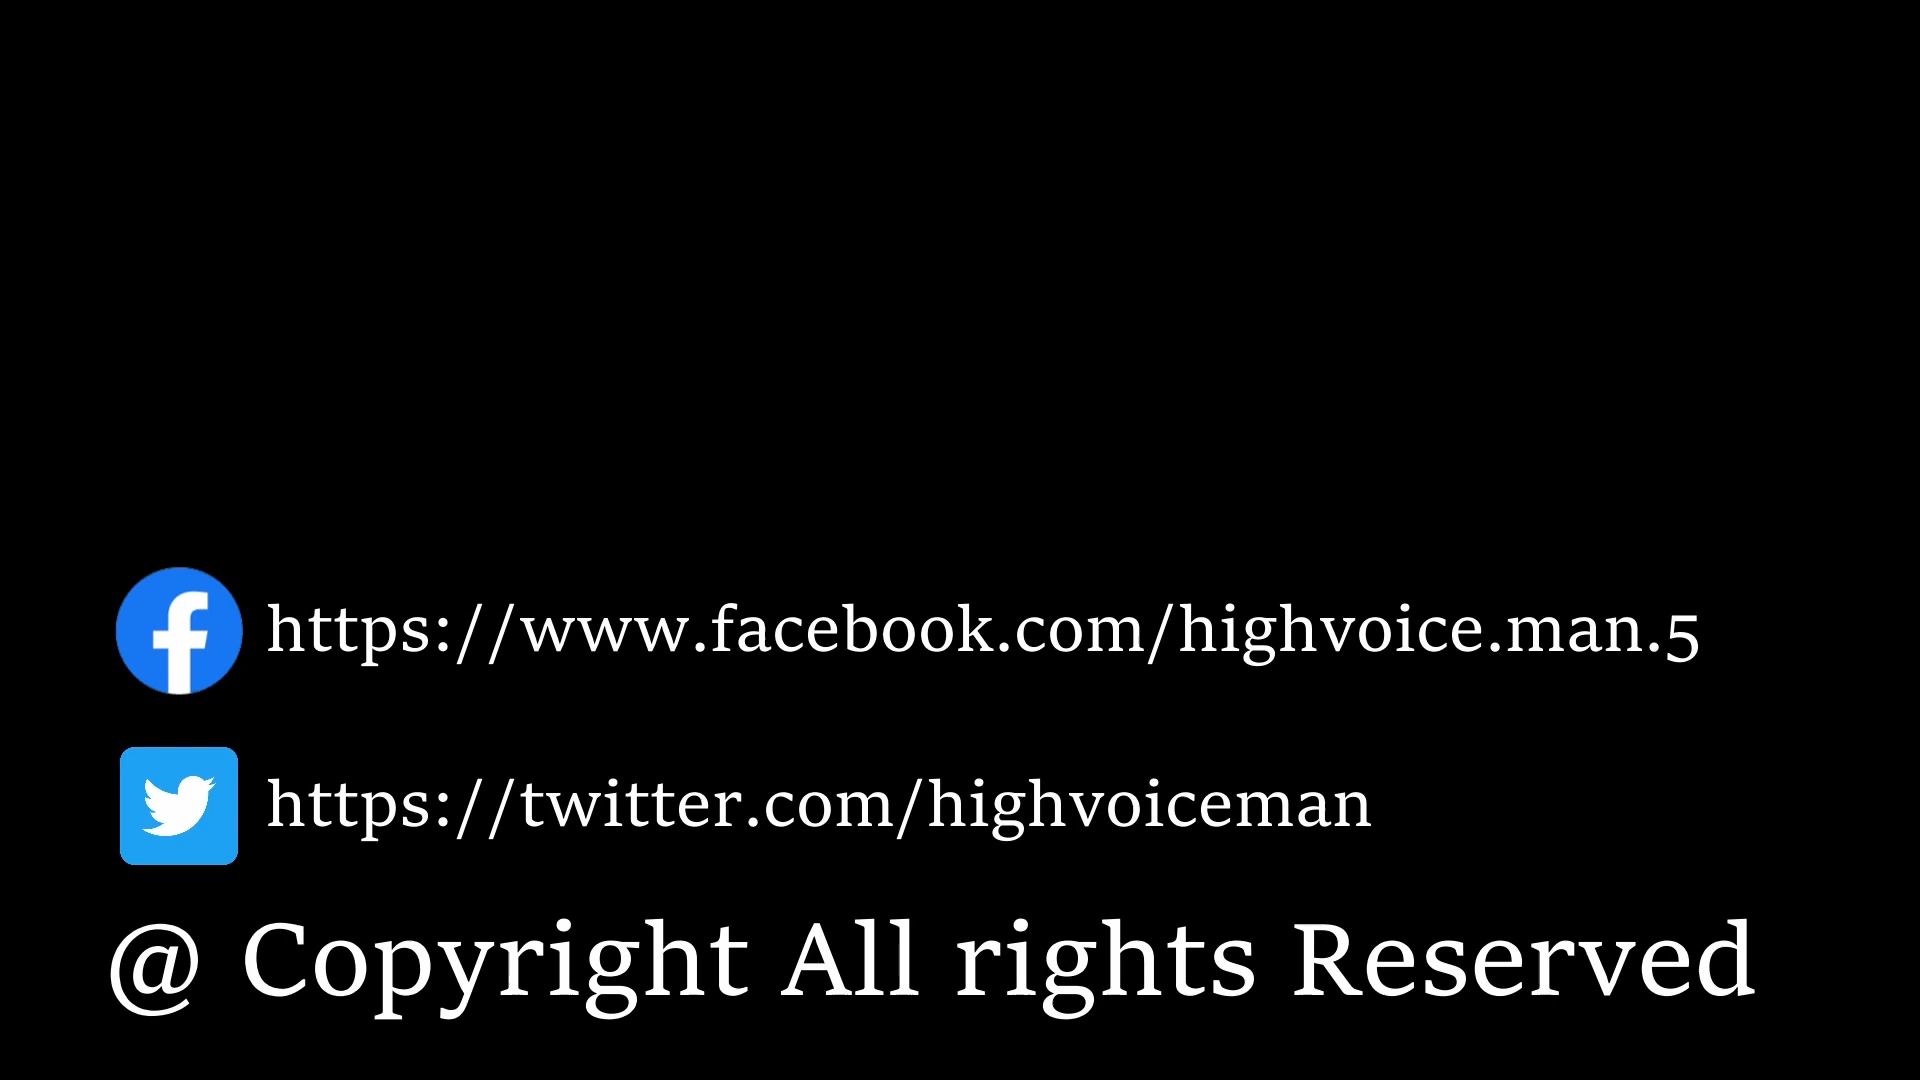 https://www.facebook.com/highvoice.man.5
https://twitter.com/highvoiceman
@ Copyright All rights Reserved